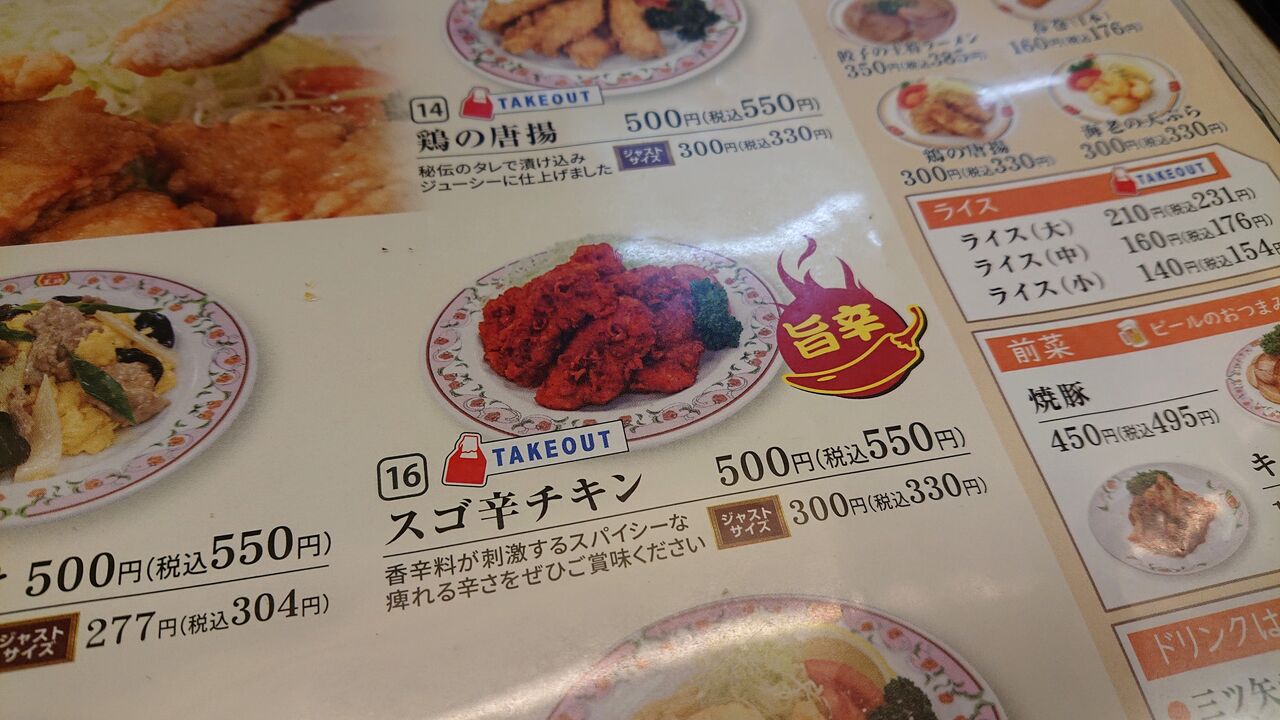 14 TAKEOUT
鶏の唐揚 500円(税込550円)
秘伝のタレで漬け込み
ジューシーに仕上げました
ジャストサイズ 300円(税込330円)
旨辛
16 TAKEOUT
スゴ辛チキン 500円(税込550円)
香辛料が刺激するスパイシーな
痺れる辛さをぜひご賞味ください
ジャストサイズ 300円(税込330円)
500円(税込550円)
ジャストサイズ 277円(税込304円)
350円(税込385円)
160円(税込176円)
鶏の唐揚
300円(税込330円)
海老の天ぷら
300円(税込330円)
TAKEOUT
ライス
ライス(大) 210円(税込231円)
ライス(中) 160円(税込176円)
ライス(小) 140円(税込154円
前菜 ビールのおつまみ
焼豚
450円(税込495円)
キ
ドリンクは
三ツ矢